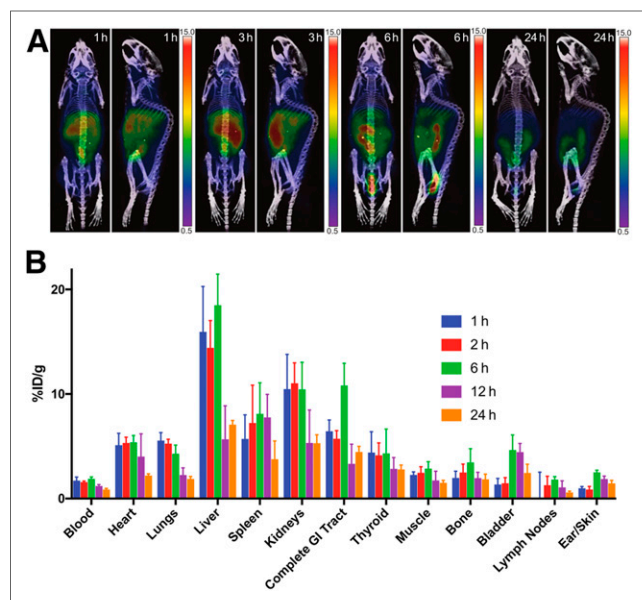 A
1 h
1 h
3 h
3 h
6 h
6 h
24 h
24 h
15.0
15.0
15.0
15.0
0.5
0.5
0.5
0.5
B
%ID/g
20
10
0
1 h
2 h
6 h
12 h
24 h
Blood
Heart
Lungs
Liver
Spleen
Kidneys
Complete GI Tract
Thyroid
Muscle
Bone
Bladder
Lymph Nodes
Ear/Skin